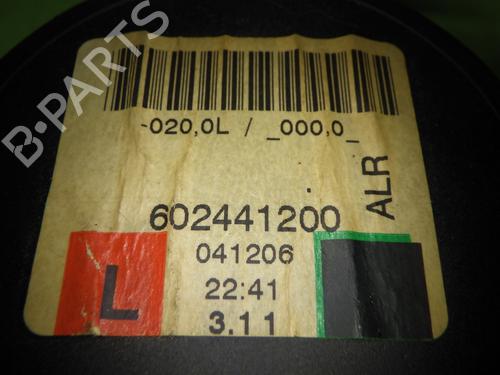 B-PARTS
-020,0L / _000,0_
602441200
ALR
041206
22:41
3.11
L